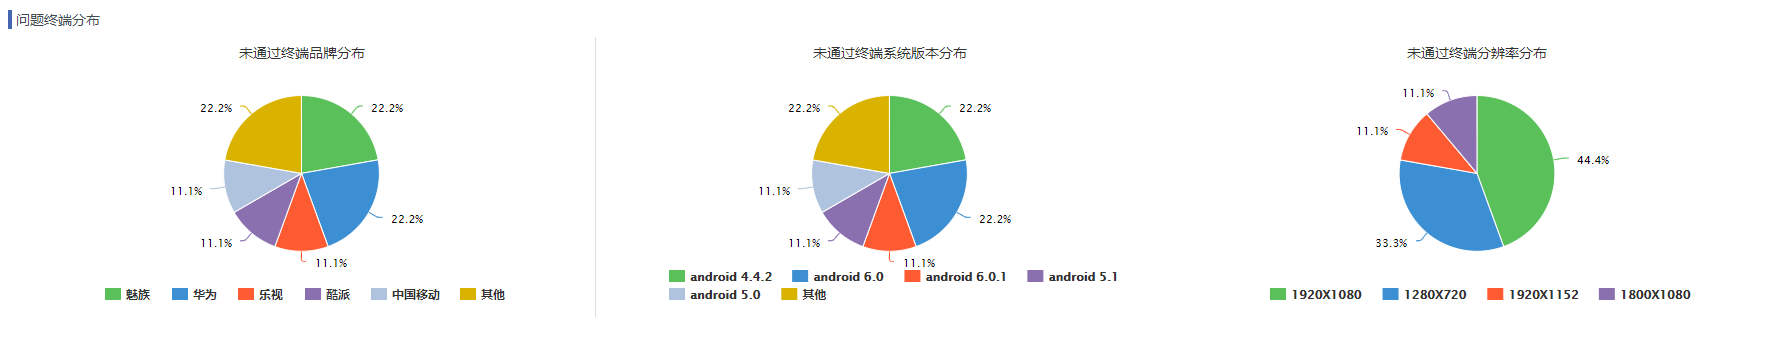 问题终端分布
未通过终端品牌分布
22.2%
22.2%
11.1%
22.2%
11.1%
11.1%
魅族 华为 乐视 酷派 中国移动 其他
未通过终端系统版本分布
22.2%
22.2%
11.1%
22.2%
11.1%
11.1%
android 4.4.2 android 6.0 android 6.0.1 android 5.1
android 5.0 其他
未通过终端分辨率分布
11.1%
11.1%
44.4%
33.3%
1920X1080 1280X720 1920X1152 1800X1080